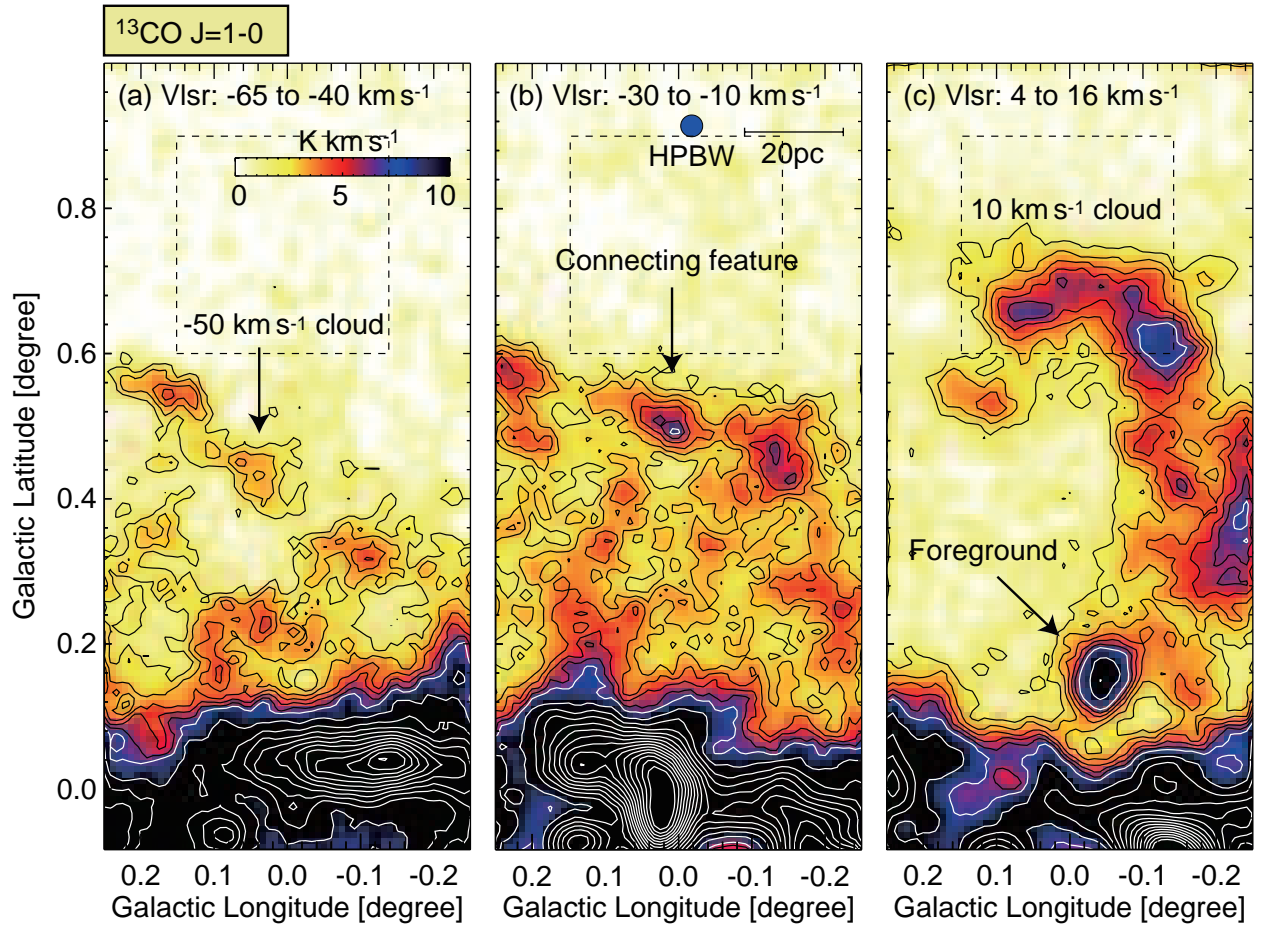 ¹³CO J=1-0
(a) Vlsr: -65 to -40 km s⁻¹
K km s⁻¹
0 5 10
-50 km s⁻¹ cloud
(b) Vlsr: -30 to -10 km s⁻¹
HPBW
20pc
Connecting feature
(c) Vlsr: 4 to 16 km s⁻¹
10 km s⁻¹ cloud
Foreground
Galactic Latitude [degree]
0.8
0.6
0.4
0.2
0.0
0.2 0.1 0.0 -0.1 -0.2
Galactic Longitude [degree]
0.2 0.1 0.0 -0.1 -0.2
Galactic Longitude [degree]
0.2 0.1 0.0 -0.1 -0.2
Galactic Longitude [degree]